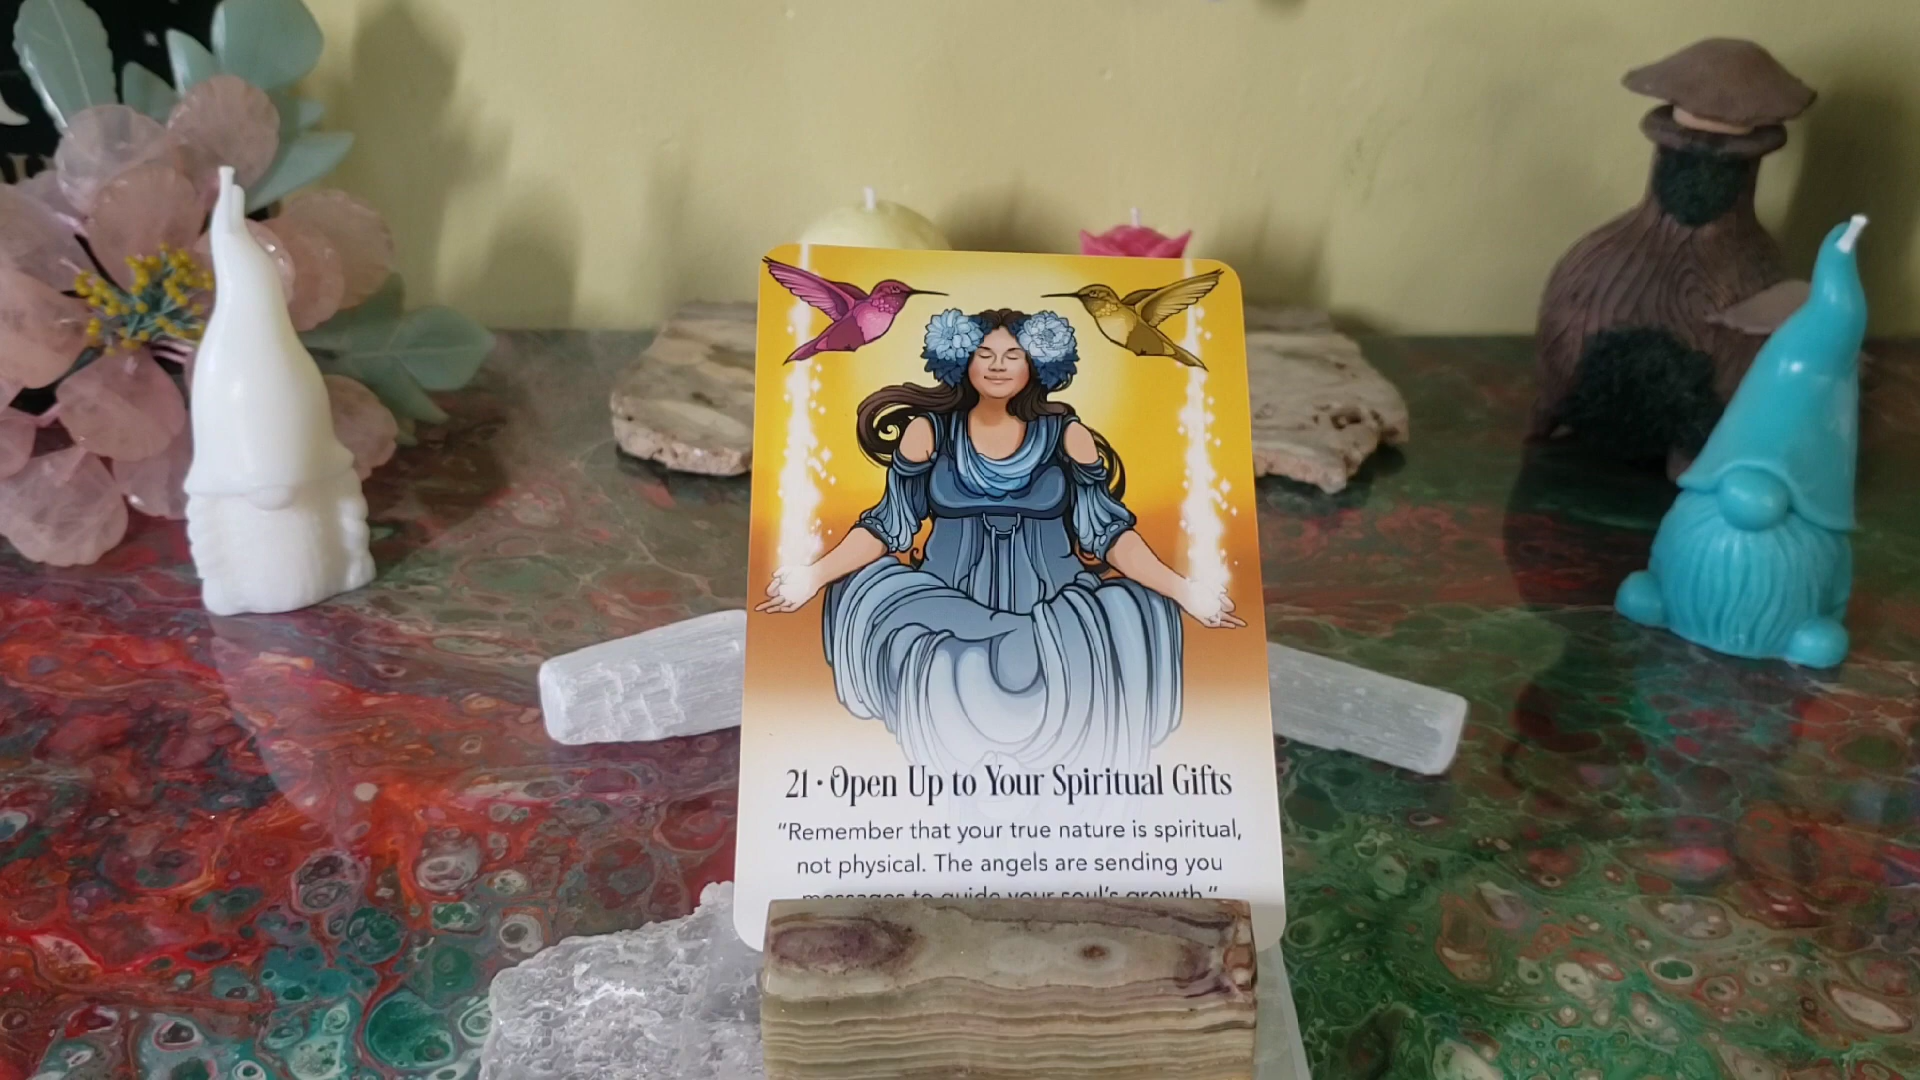 21 • Open Up to Your Spiritual Gifts
“Remember that your true nature is spiritual,
not physical. The angels are sending you
messages to guide your soul’s growth.”